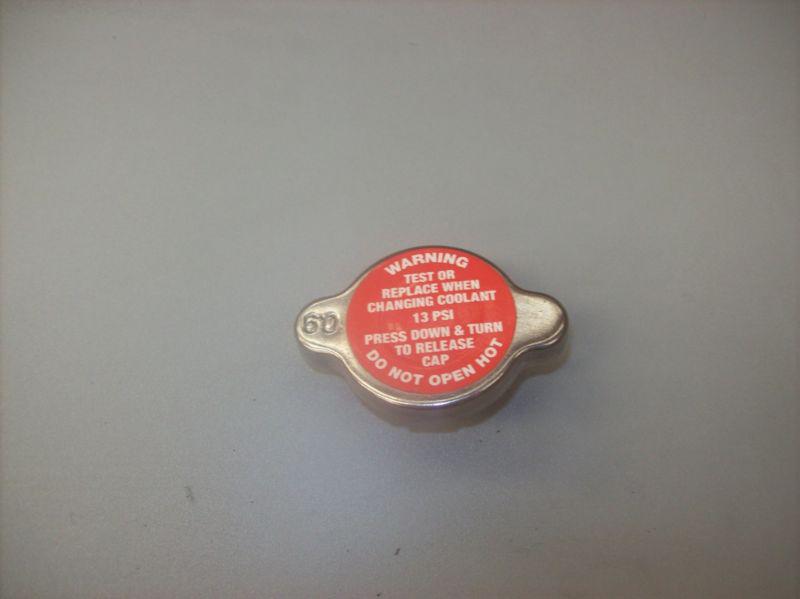 WARNING
TEST OR
REPLACE WHEN
CHANGING COOLANT
13 PSI
PRESS DOWN & TURN
TO RELEASE
CAP
DO NOT OPEN HOT
60